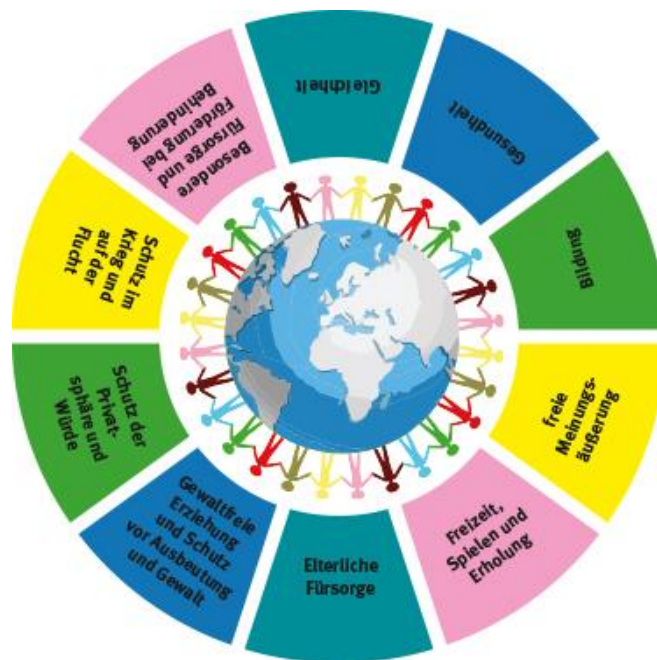 Gleichheit
Gesundheit
Bildung
freie
Meinungs-
äußerung
Freizeit,
Spielen und
Erholung
Elterliche
Fürsorge
Gewaltfreie
Erziehung
und Schutz
vor Ausbeutung
und Gewalt
Schutz der
Privat-
sphäre und
Würde
Schutz im
Krieg und
auf der
Flucht
Besondere
Fürsorge und
Förderung bei
Behinderung